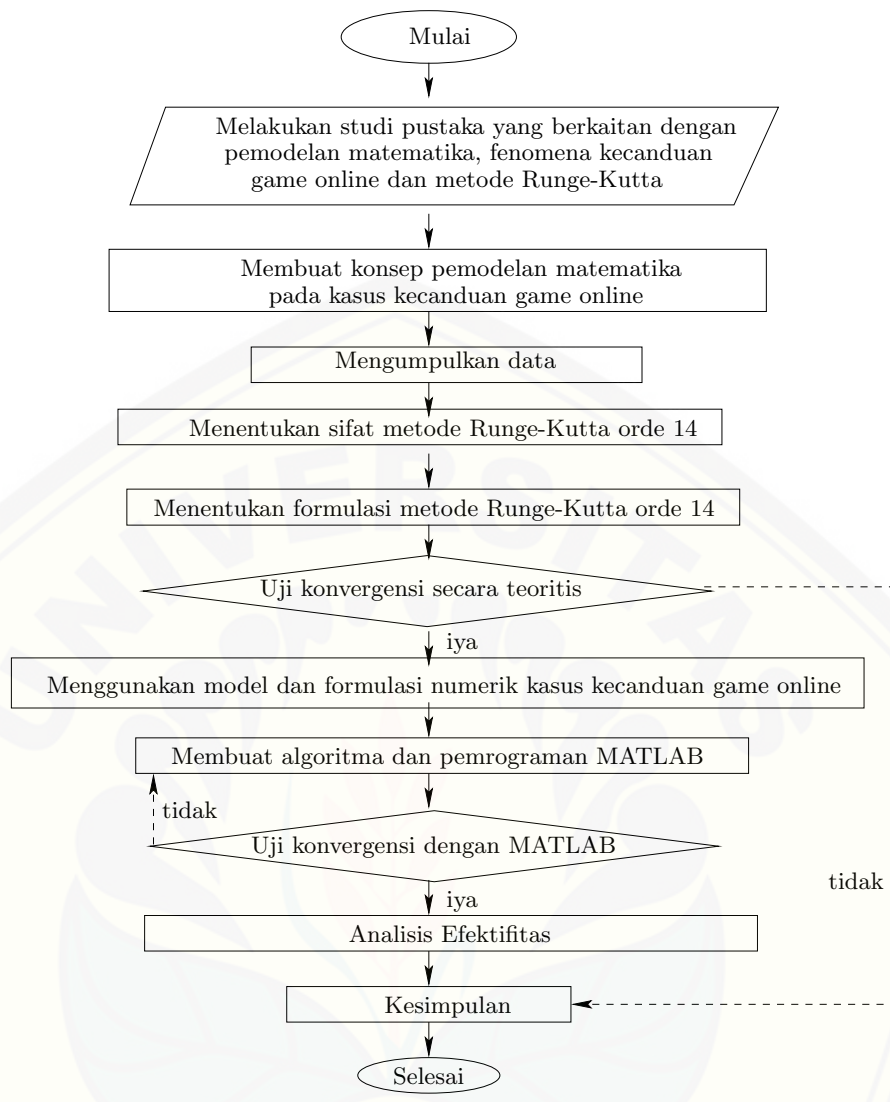 Mulai
Melakukan studi pustaka yang berkaitan dengan
pemodelan matematika, fenomena kecanduan
game online dan metode Runge-Kutta
Membuat konsep pemodelan matematika
pada kasus kecanduan game online
Mengumpulkan data
Menentukan sifat metode Runge-Kutta orde 14
Menentukan formulasi metode Runge-Kutta orde 14
Uji konvergensi secara teoritis
iya
Menggunakan model dan formulasi numerik kasus kecanduan game online
Membuat algoritma dan pemrograman MATLAB
tidak
Uji konvergensi dengan MATLAB
tidak
iya
Analisis Efektifitas
Kesimpulan
Selesai
UNIVERSITAS